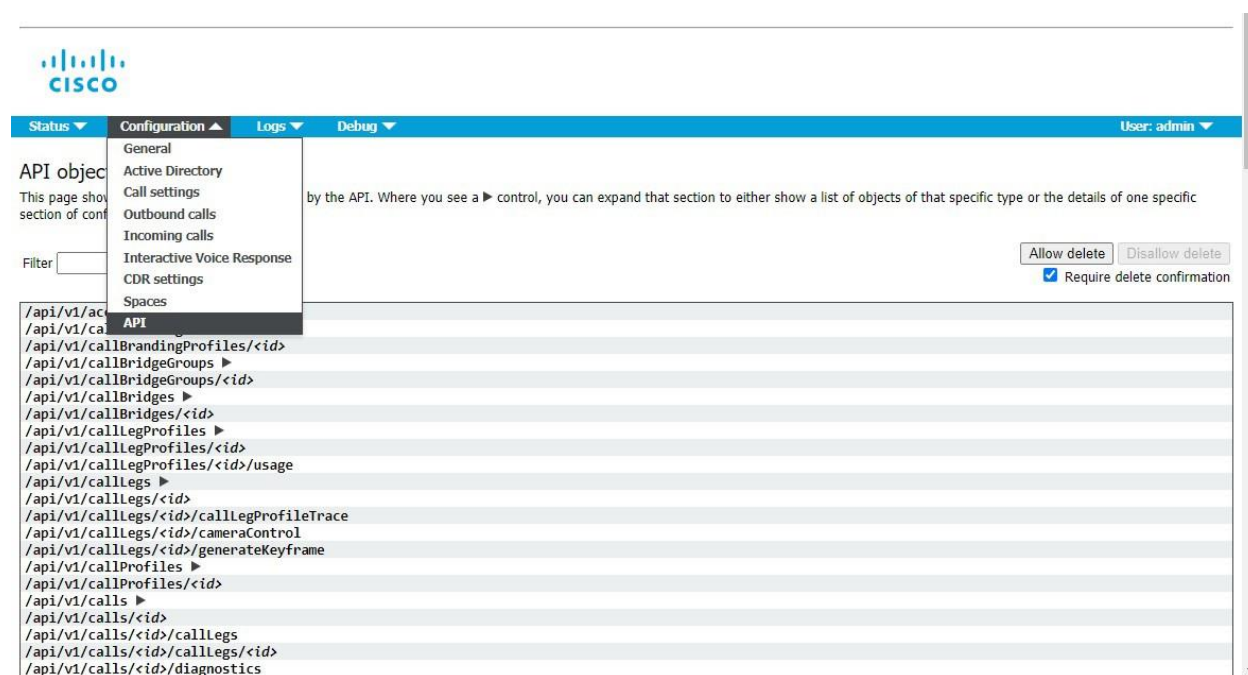 CISCO
Status Configuration Logs Debug User: admin
General
Active Directory
Call settings
Outbound calls
Incoming calls
Interactive Voice Response
CDR settings
Spaces
API
API objec
This page show by the API. Where you see a ▶ control, you can expand that section to either show a list of objects of that specific type or the details of one specific
section of conf
Filter Allow delete Disallow delete
Require delete confirmation
/api/v1/ac
/api/v1/ca
/api/v1/callBrandingProfiles/<id>
/api/v1/callBridgeGroups ▶
/api/v1/callBridgeGroups/<id>
/api/v1/callBridges ▶
/api/v1/callBridges/<id>
/api/v1/callLegProfiles ▶
/api/v1/callLegProfiles/<id>
/api/v1/callLegProfiles/<id>/usage
/api/v1/callLegs ▶
/api/v1/callLegs/<id>
/api/v1/callLegs/<id>/callLegProfileTrace
/api/v1/callLegs/<id>/cameraControl
/api/v1/callLegs/<id>/generateKeyframe
/api/v1/callProfiles ▶
/api/v1/callProfiles/<id>
/api/v1/calls ▶
/api/v1/calls/<id>
/api/v1/calls/<id>/callLegs
/api/v1/calls/<id>/callLegs/<id>
/api/v1/calls/<id>/diagnostics